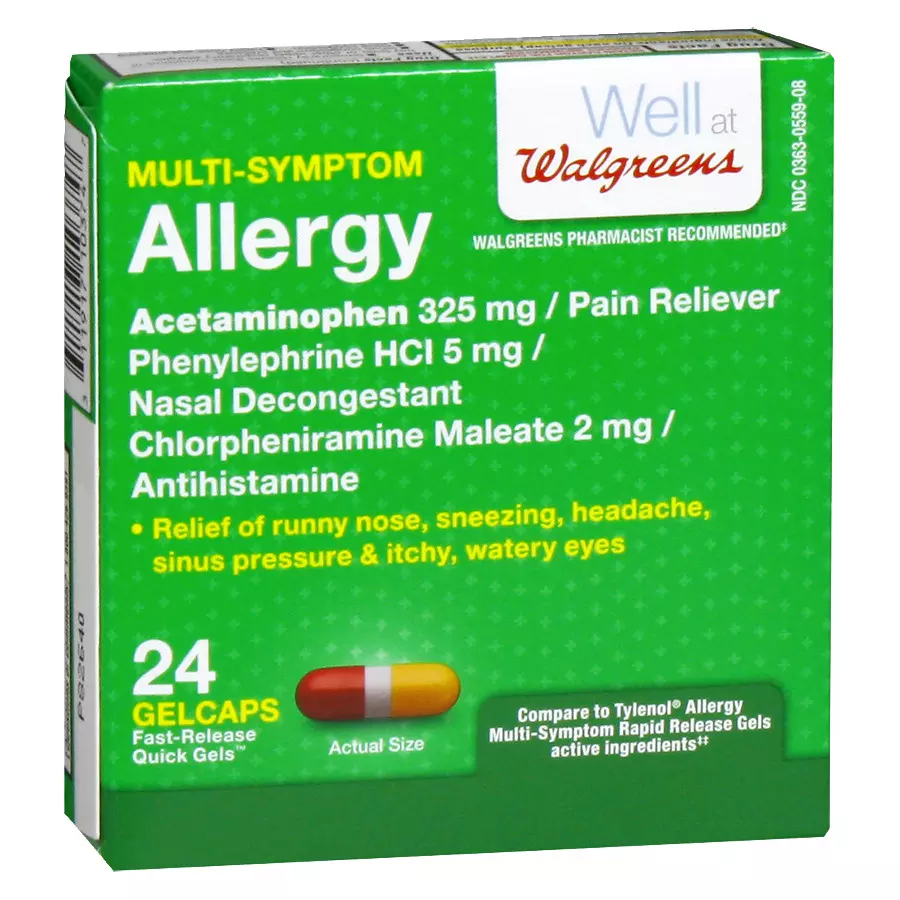 Well at
Walgreens
NDC 0363-0559-08
WALGREENS PHARMACIST RECOMMENDED‡
MULTI-SYMPTOM
Allergy
Acetaminophen 325 mg / Pain Reliever
Phenylephrine HCl 5 mg /
Nasal Decongestant
Chlorpheniramine Maleate 2 mg /
Antihistamine
• Relief of runny nose, sneezing, headache,
sinus pressure & itchy, watery eyes
24
GELCAPS
Fast-Release
Quick Gels™
Actual Size
Compare to Tylenol® Allergy
Multi-Symptom Rapid Release Gels
active ingredients‡‡
P82640
Drug Facts